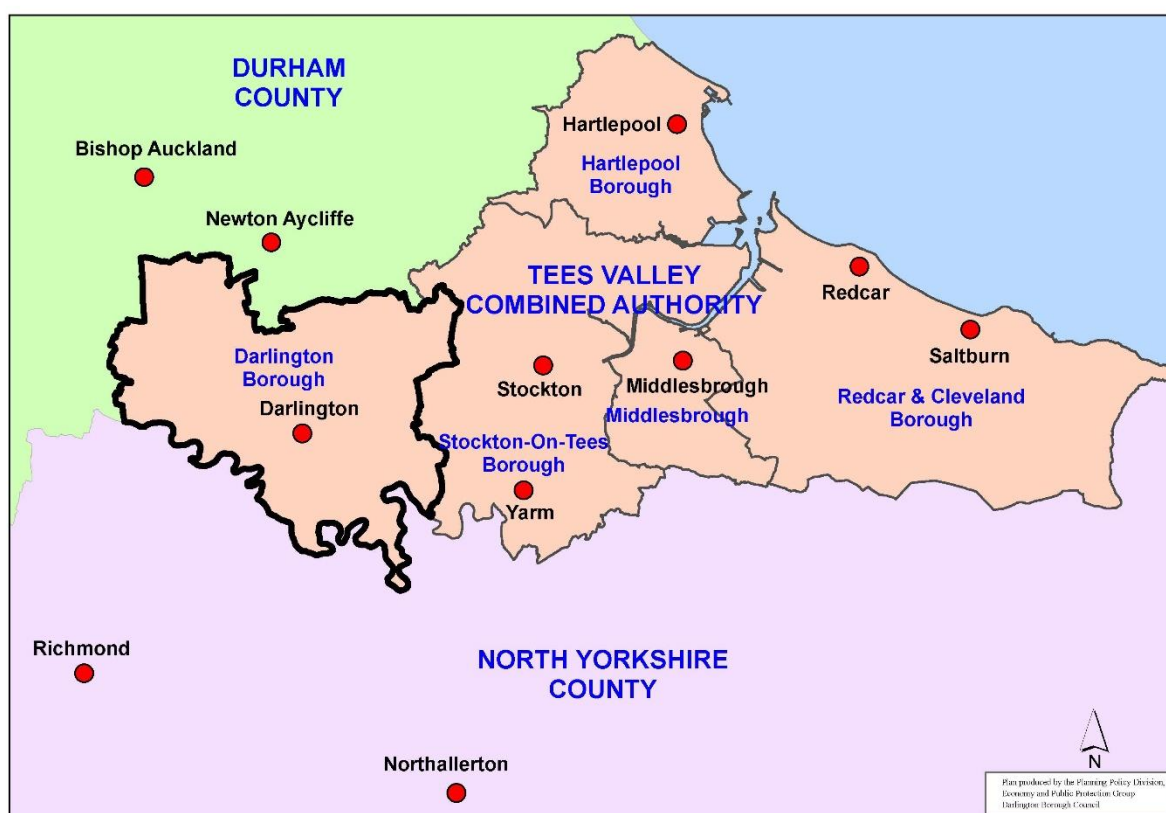 DURHAM
COUNTY
Bishop Auckland
Newton Aycliffe
Hartlepool
Hartlepool
Borough
TEES VALLEY
COMBINED AUTHORITY
Redcar
Saltburn
Darlington
Borough
Darlington
Stockton
Middlesbrough
Middlesbrough
Redcar & Cleveland
Borough
Stockton-On-Tees
Borough
Yarm
Richmond
NORTH YORKSHIRE
COUNTY
Northallerton
N
Plan produced by the Planning Policy Division,
Economy and Public Protection Group
Darlington Borough Council